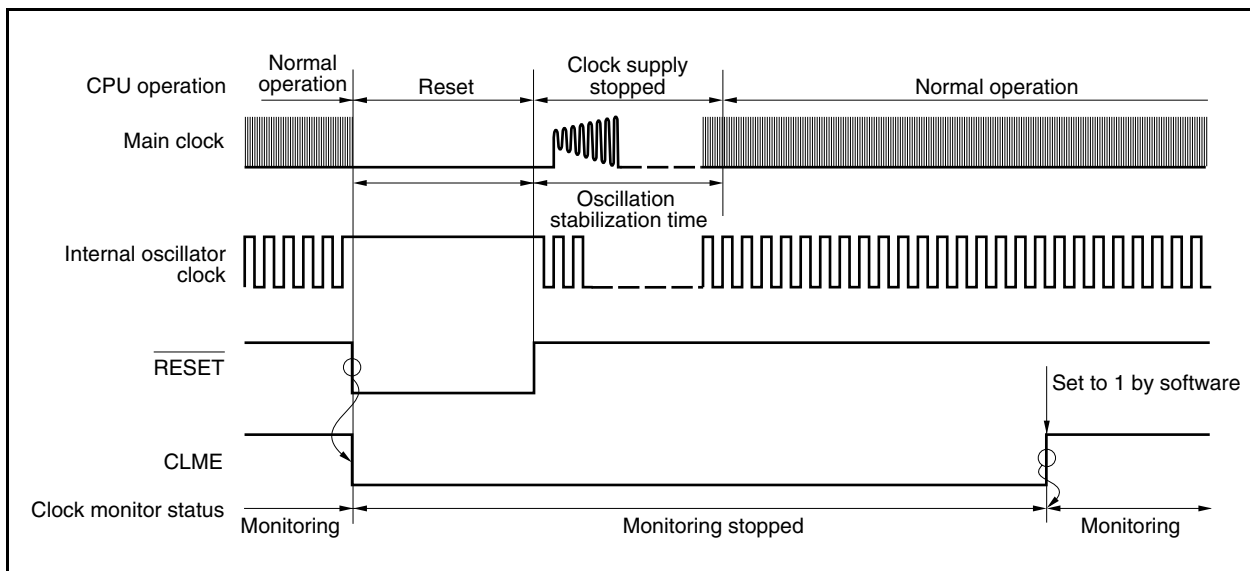 CPU operation
Normal
operation
Reset
Clock supply
stopped
Normal operation
Main clock
Oscillation
stabilization time
Internal oscillator
clock
RESET
Set to 1 by software
CLME
Clock monitor status
Monitoring
Monitoring stopped
Monitoring